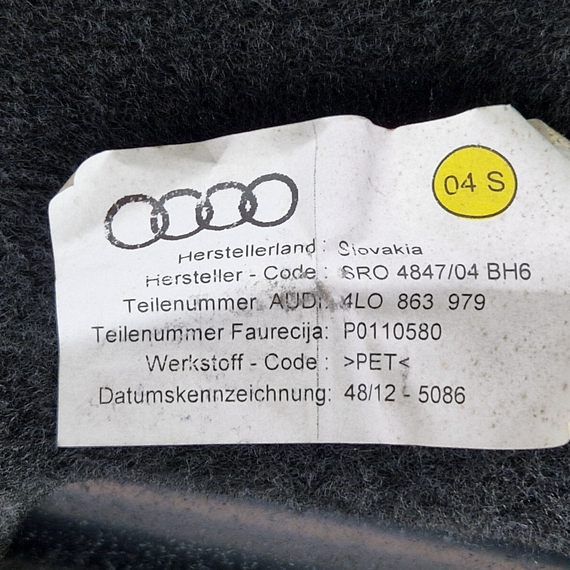 04 S
Herstellerland: Slovakia
Hersteller - Code : SRO 4847/04 BH6
Teilenummer AUDI: 4LO 863 979
Teilenummer Faurecija: P0110580
Werkstoff - Code : >PET<
Datumskennzeichnung: 48/12 - 5086